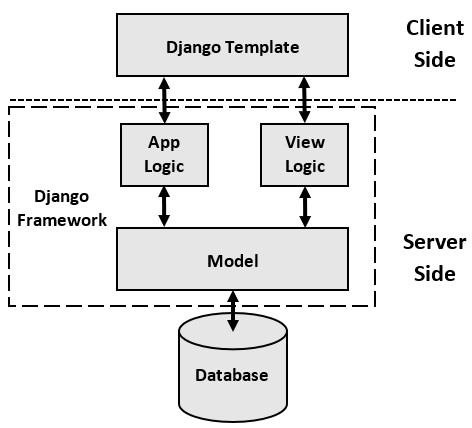 Django Template
Client
Side
App
Logic
View
Logic
Django
Framework
Model
Server
Side
Database